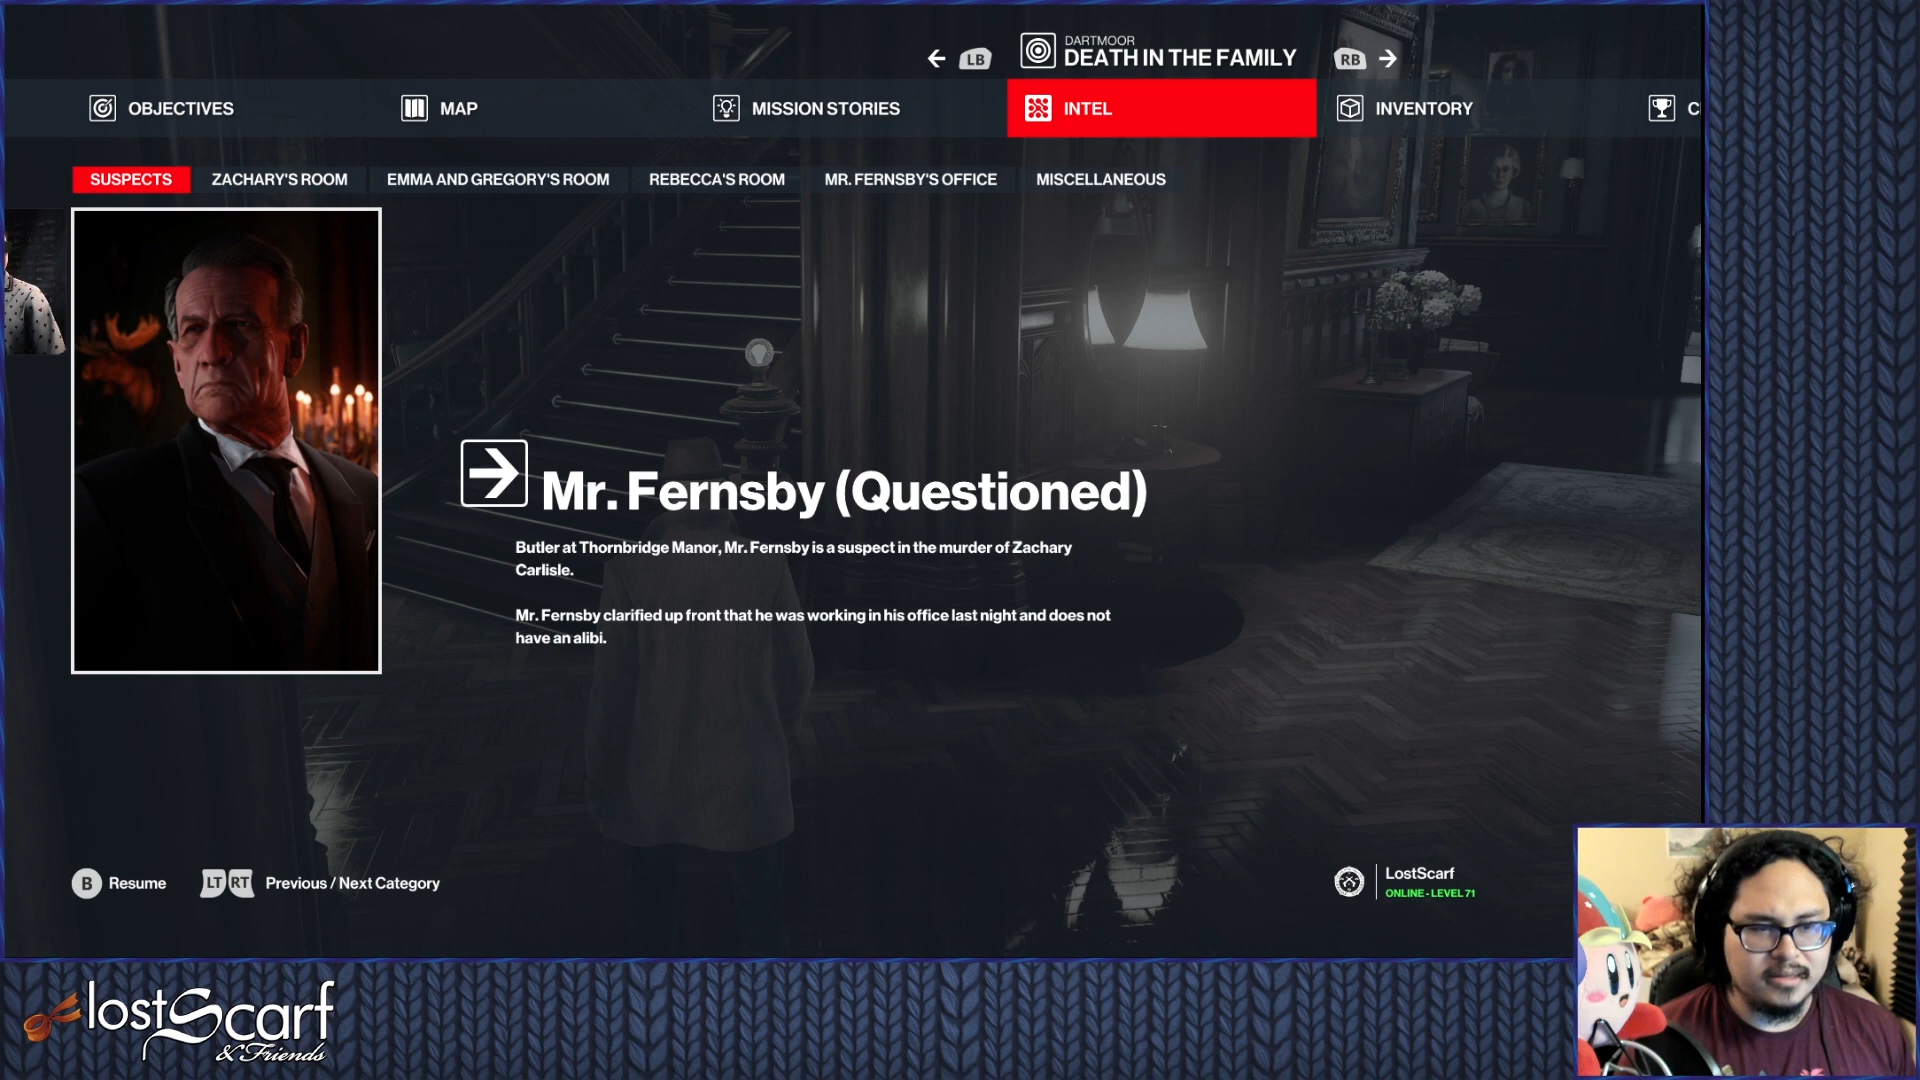 LB
DARTMOOR
DEATH IN THE FAMILY
RB
OBJECTIVES
MAP
MISSION STORIES
INTEL
INVENTORY
C
SUSPECTS
ZACHARY'S ROOM
EMMA AND GREGORY'S ROOM
REBECCA'S ROOM
MR. FERNSBY'S OFFICE
MISCELLANEOUS
Mr. Fernsby (Questioned)
Butler at Thornbridge Manor, Mr. Fernsby is a suspect in the murder of Zachary
Carlisle.
Mr. Fernsby clarified up front that he was working in his office last night and does not
have an alibi.
B Resume
LT RT Previous / Next Category
LostScarf
ONLINE - LEVEL 71
lostScarf
& Friends